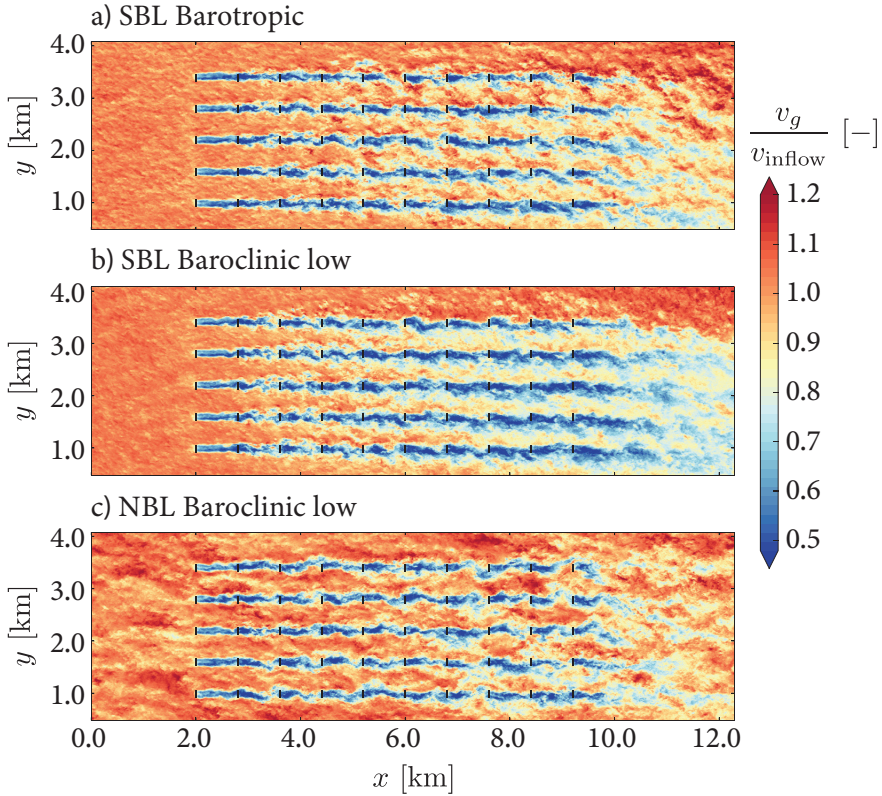 a) SBL Barotropic
4.0
3.0
2.0
1.0
y [km]
b) SBL Baroclinic low
4.0
3.0
2.0
1.0
y [km]
c) NBL Baroclinic low
4.0
3.0
2.0
1.0
y [km]
0.0 2.0 4.0 6.0 8.0 10.0 12.0
x [km]
v_g / v_inflow [−]
1.2
1.1
1.0
0.9
0.8
0.7
0.6
0.5